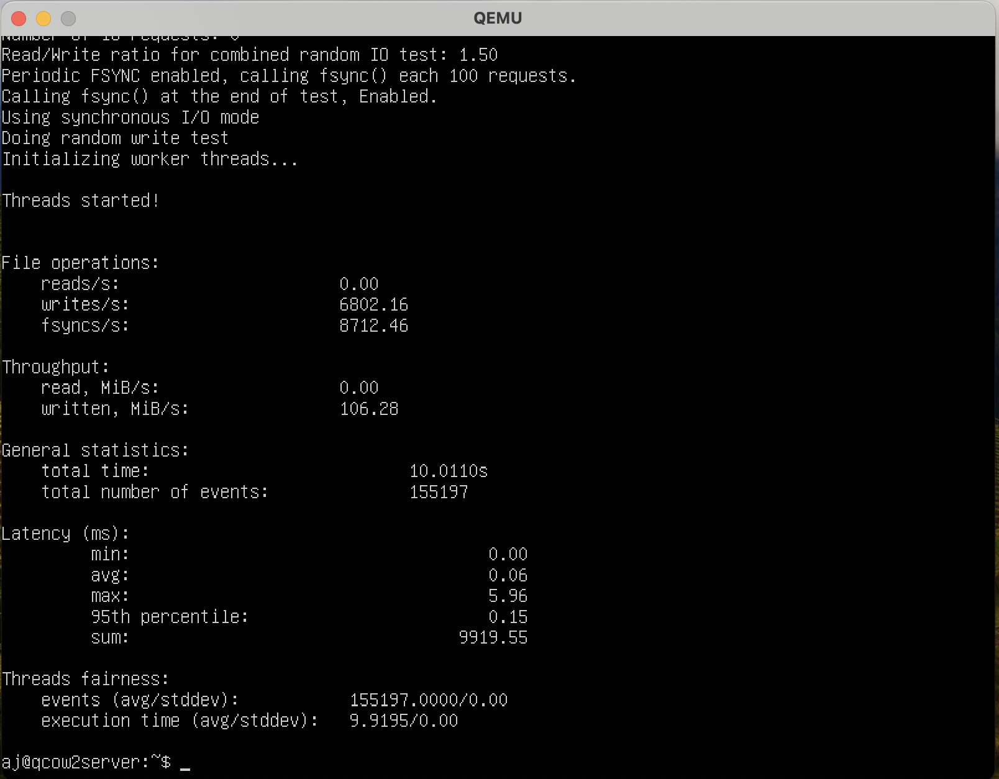 QEMU
Number of IO requests: 0
Read/Write ratio for combined random IO test: 1.50
Periodic FSYNC enabled, calling fsync() each 100 requests.
Calling fsync() at the end of test, Enabled.
Using synchronous I/O mode
Doing random write test
Initializing worker threads...
Threads started!
File operations:
reads/s: 0.00
writes/s: 6802.16
fsyncs/s: 8712.46
Throughput:
read, MiB/s: 0.00
written, MiB/s: 106.28
General statistics:
total time: 10.0110s
total number of events: 155197
Latency (ms):
min: 0.00
avg: 0.06
max: 5.96
95th percentile: 0.15
sum: 9919.55
Threads fairness:
events (avg/stddev): 155197.0000/0.00
execution time (avg/stddev): 9.9195/0.00
aj@qcow2server:~$ _